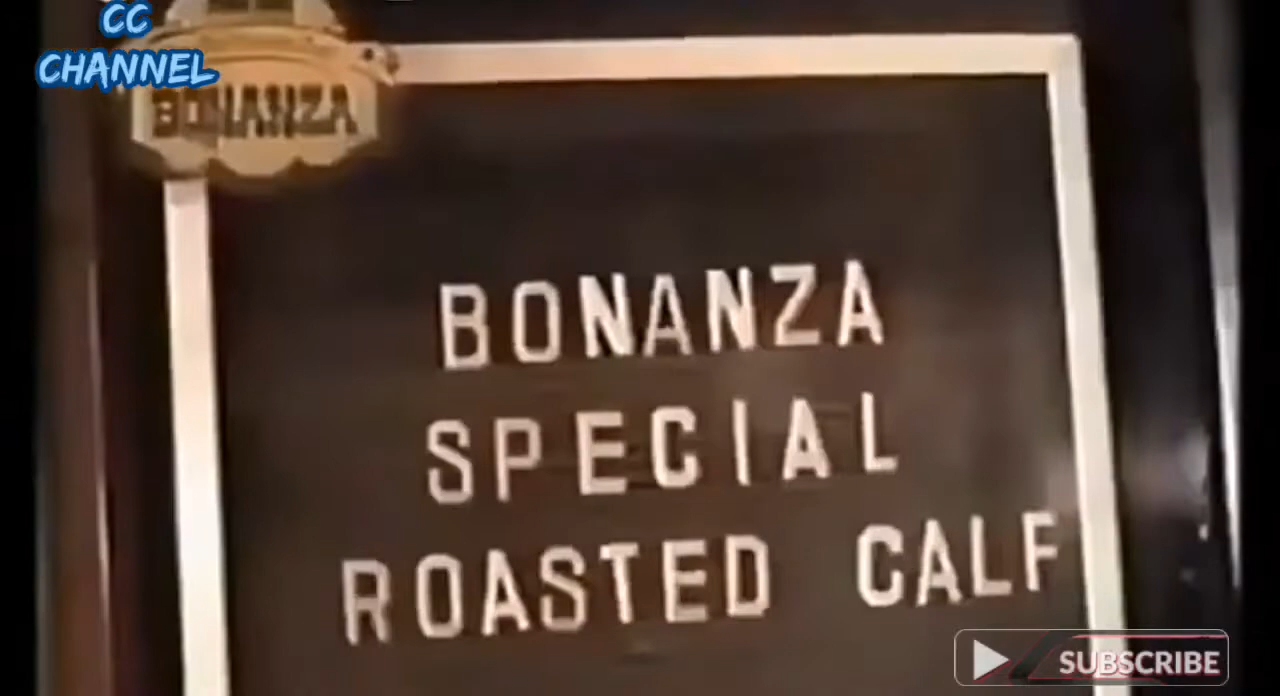 CC
CHANNEL
BONANZA
BONANZA
SPECIAL
ROASTED CALF
SUBSCRIBE